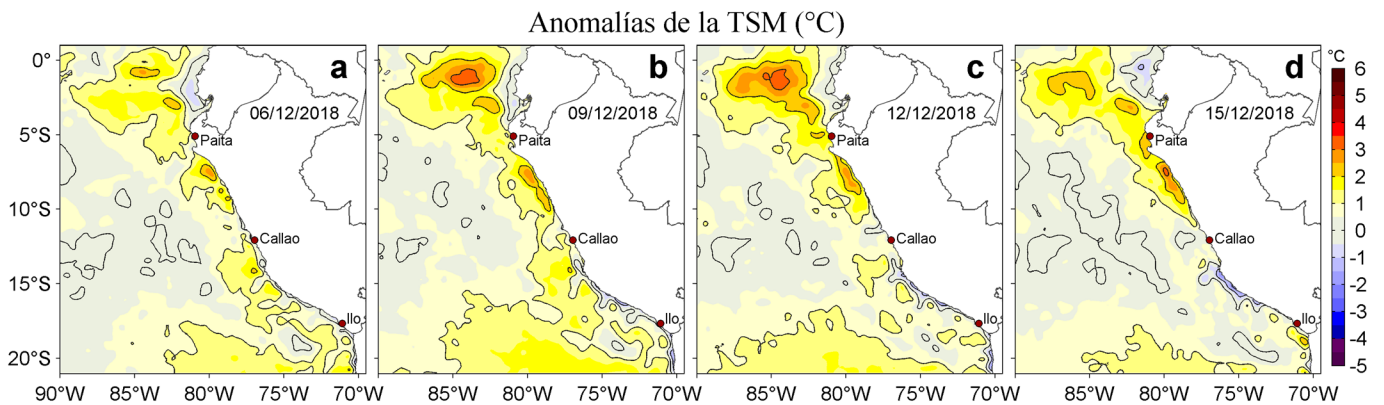 Anomalías de la TSM (°C)
a
06/12/2018
Paita
Callao
Ilo
b
09/12/2018
Paita
Callao
Ilo
c
12/12/2018
Paita
Callao
Ilo
d
15/12/2018
Paita
Callao
Ilo
0°
5°S
10°S
15°S
20°S
90°W
85°W
80°W
75°W
70°W
85°W
80°W
75°W
70°W
85°W
80°W
75°W
70°W
85°W
80°W
75°W
70°W
°C
6
5
4
3
2
1
0
-1
-2
-3
-4
-5